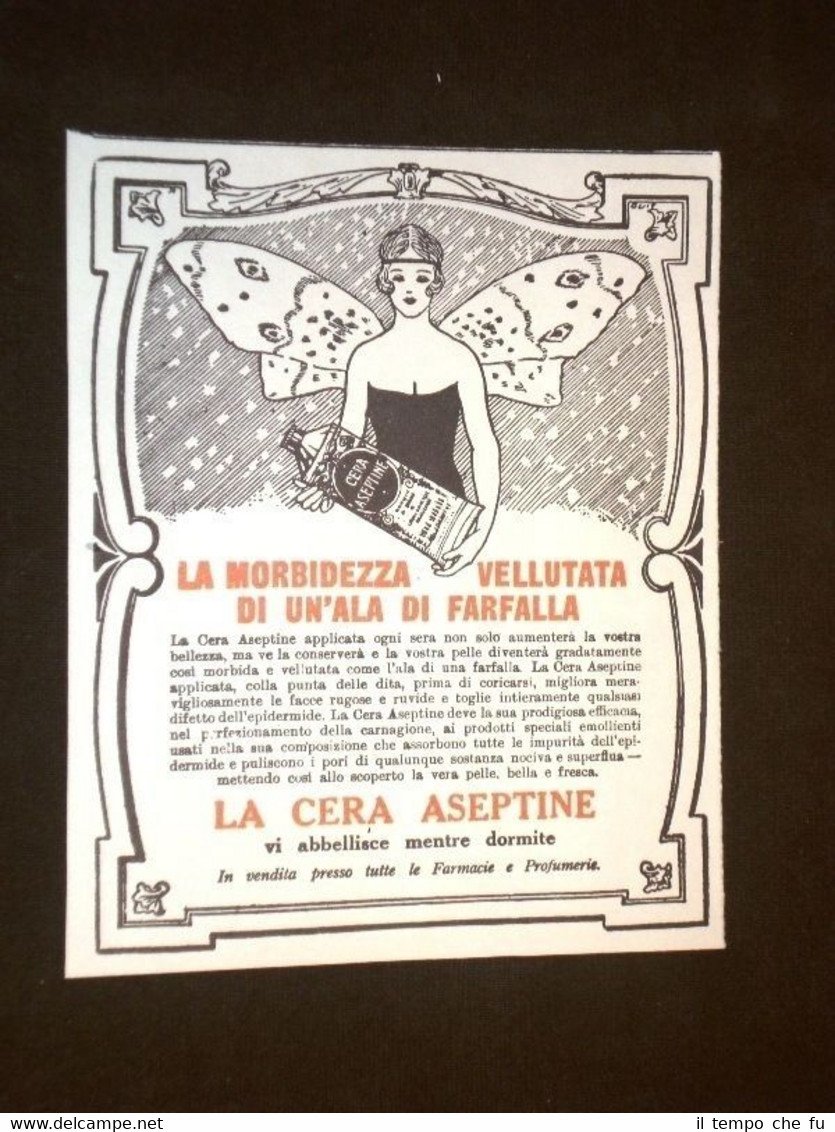 CERA
ASEPTINE
LA MORBIDEZZA VELLUTATA
DI UN'ALA DI FARFALLA
La Cera Aseptine applicata ogni sera non solo aumenterà la vostra
bellezza, ma ve la conserverà e la vostra pelle diventerà gradatamente
così morbida e vellutata come l'ala di una farfalla. La Cera Aseptine
applicata, colla punta delle dita, prima di coricarsi, migliora mera-
vigliosamente le facce rugose e ruvide e toglie intieramente qualsiasi
difetto dell'epidermide. La Cera Aseptine deve la sua prodigiosa efficacia,
nel perfezionamento della carnagione, ai prodotti speciali emollienti
usati nella sua composizione che assorbono tutte le impurità dell'epi-
dermide e puliscono i pori di qualunque sostanza nociva e superflua —
mettendo così allo scoperto la vera pelle, bella e fresca.
LA CERA ASEPTINE
vi abbellisce mentre dormite
In vendita presso tutte le Farmacie e Profumerie.
www.maremagnum.com
il tempo che fu